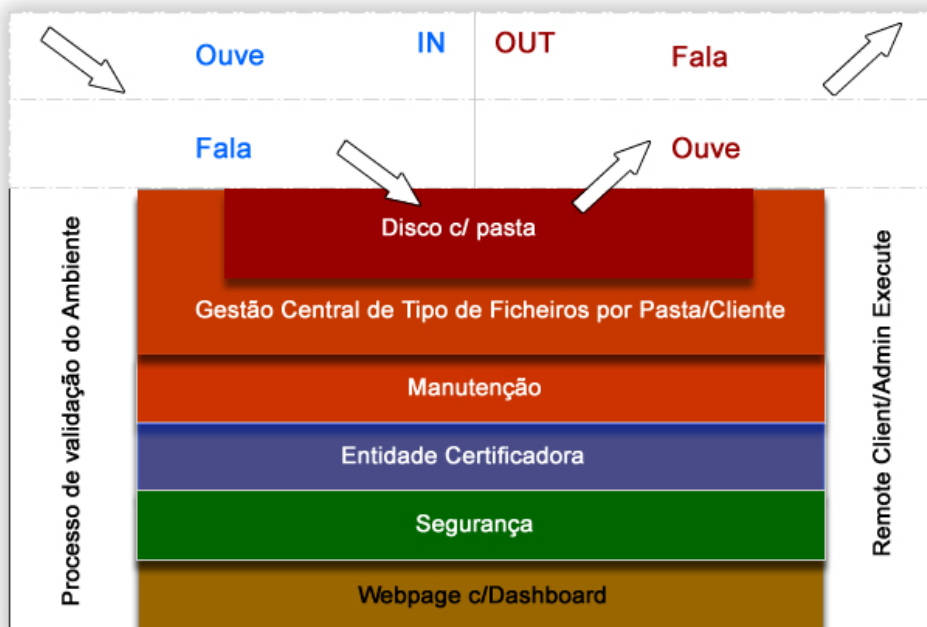 Ouve IN OUT Fala
Fala Ouve
Disco c/ pasta
Gestão Central de Tipo de Ficheiros por Pasta/Cliente
Manutenção
Entidade Certificadora
Segurança
Webpage c/Dashboard
Processo de validação do Ambiente
Remote Client/Admin Execute